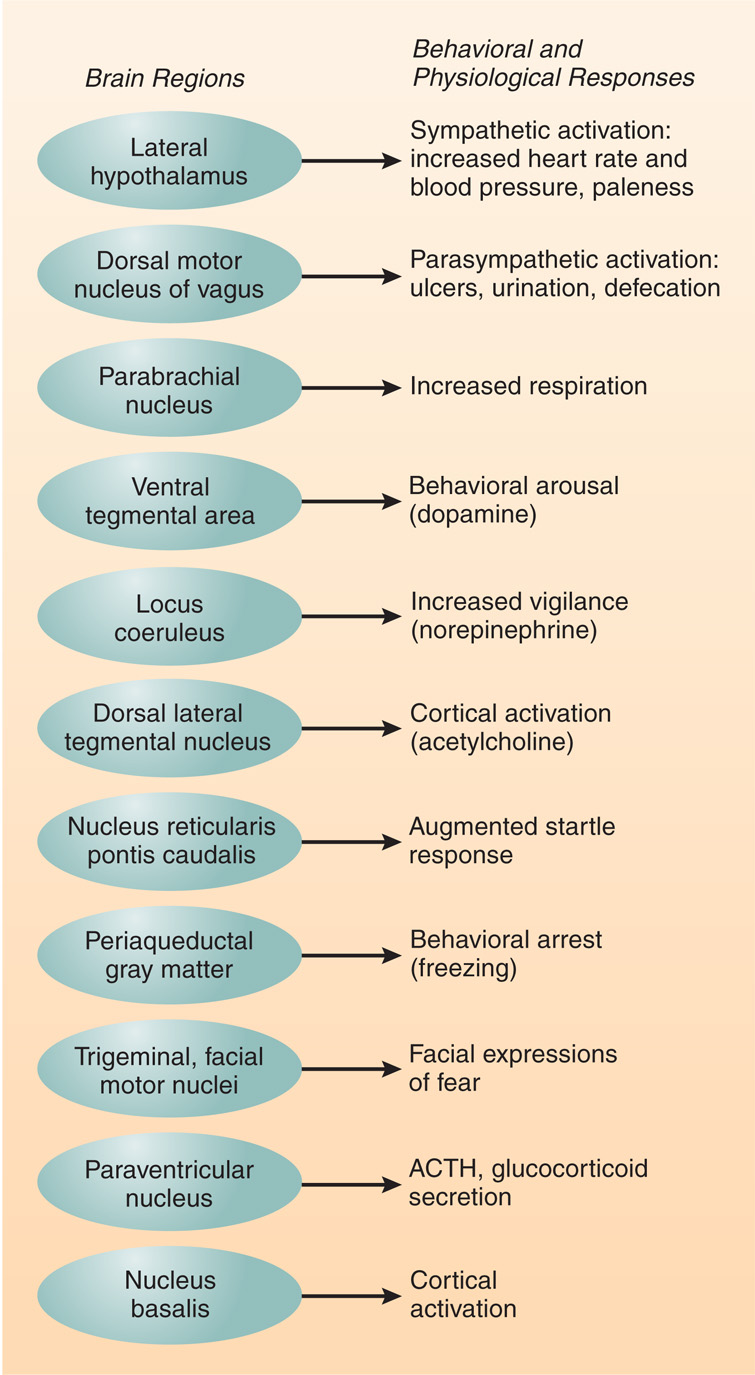 Brain Regions
Behavioral and
Physiological Responses
Lateral
hypothalamus
Sympathetic activation:
increased heart rate and
blood pressure, paleness
Dorsal motor
nucleus of vagus
Parasympathetic activation:
ulcers, urination, defecation
Parabrachial
nucleus
Increased respiration
Ventral
tegmental area
Behavioral arousal
(dopamine)
Locus
coeruleus
Increased vigilance
(norepinephrine)
Dorsal lateral
tegmental nucleus
Cortical activation
(acetylcholine)
Nucleus reticularis
pontis caudalis
Augmented startle
response
Periaqueductal
gray matter
Behavioral arrest
(freezing)
Trigeminal, facial
motor nuclei
Facial expressions
of fear
Paraventricular
nucleus
ACTH, glucocorticoid
secretion
Nucleus
basalis
Cortical
activation